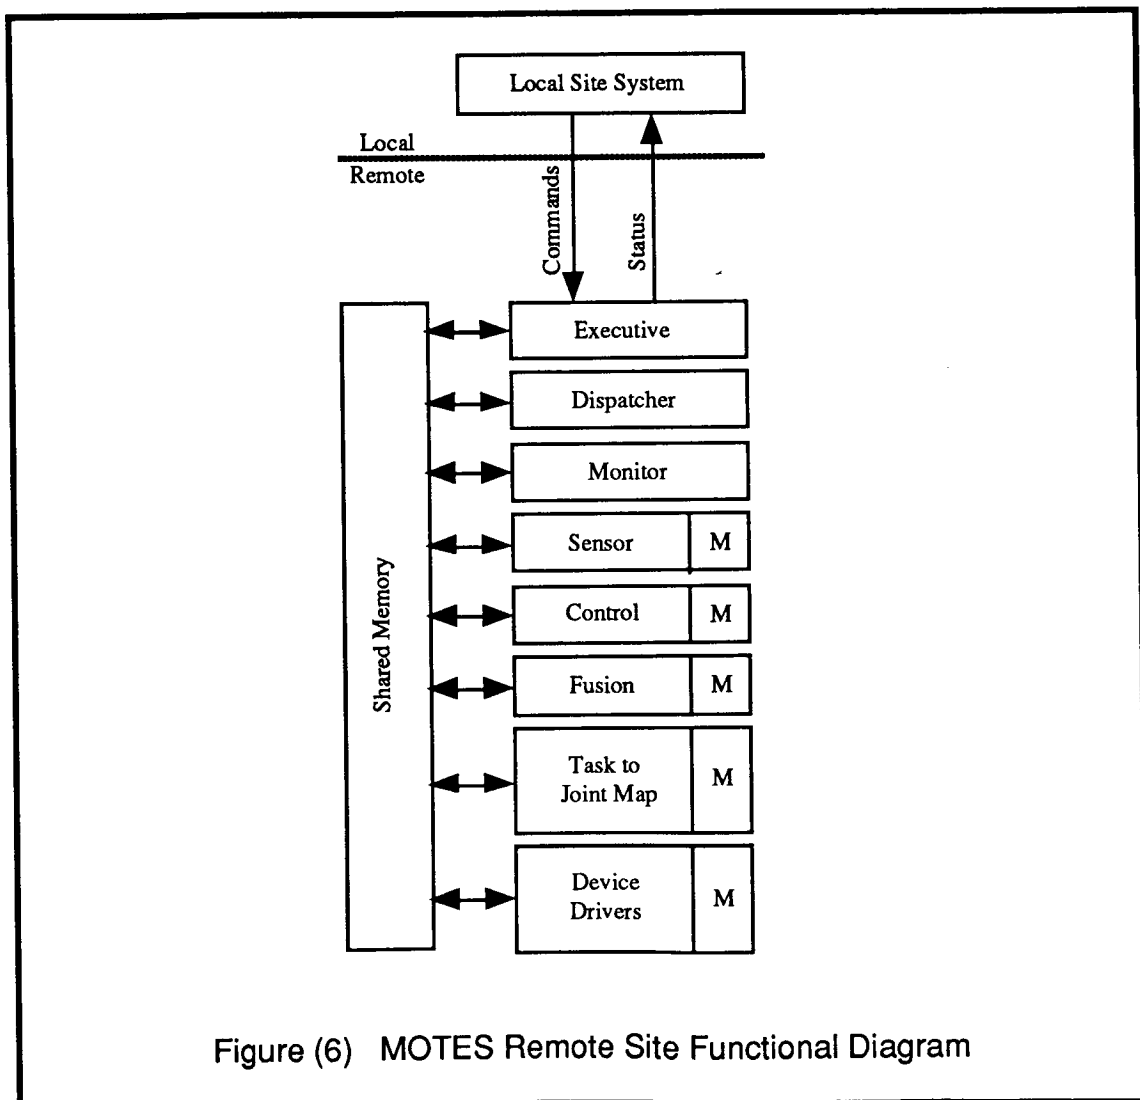 Local Site System
Local
Remote
Commands
Status
Executive
Dispatcher
Monitor
Sensor M
Control M
Fusion M
Task to
Joint Map M
Device
Drivers M
Shared Memory
Figure (6) MOTES Remote Site Functional Diagram